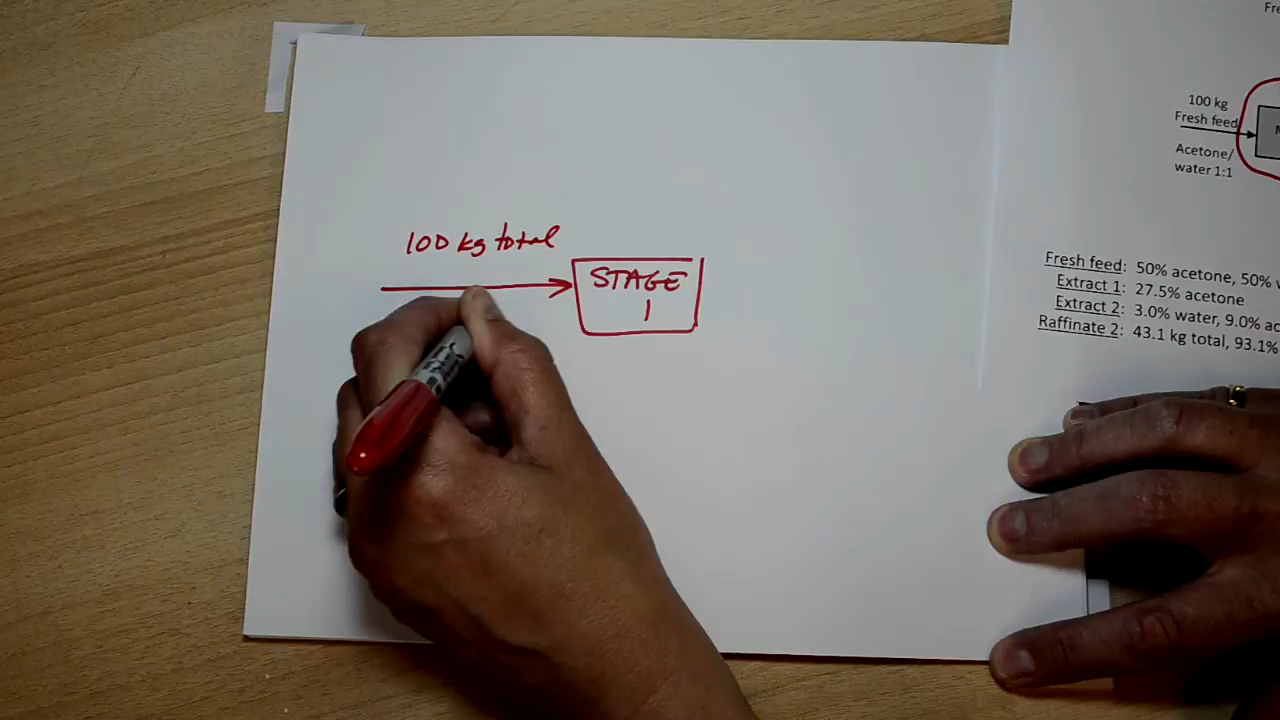 100 kg total
STAGE
1
100 kg
Fresh feed
Acetone/
water 1:1
Fresh feed: 50% acetone, 50%
Extract 1: 27.5% acetone
Extract 2: 3.0% water, 9.0%
Raffinate 2: 43.1 kg total, 93.1%